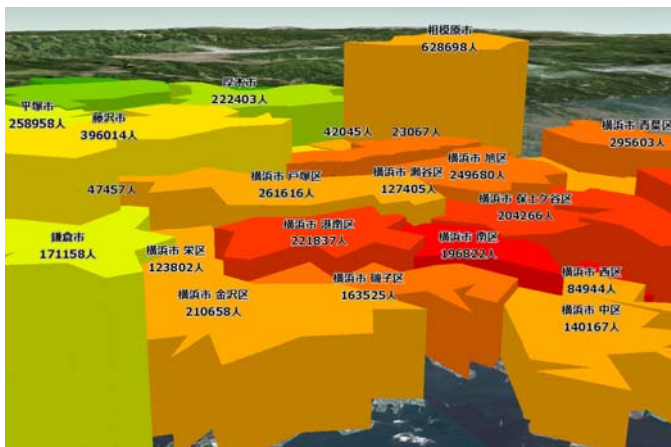 相模原市
628698人
厚木市
222403人
平塚市
258958人
藤沢市
396014人
42045人
23067人
横浜市 青葉区
295603人
横浜市 旭区
249680人
横浜市 瀬谷区
127405人
横浜市 戸塚区
261616人
47457人
横浜市 保土ケ谷区
204266人
横浜市 港南区
221837人
横浜市 南区
196822人
鎌倉市
171158人
横浜市 栄区
123802人
横浜市 西区
84944人
横浜市 磯子区
163525人
横浜市 金沢区
210658人
横浜市 中区
140167人